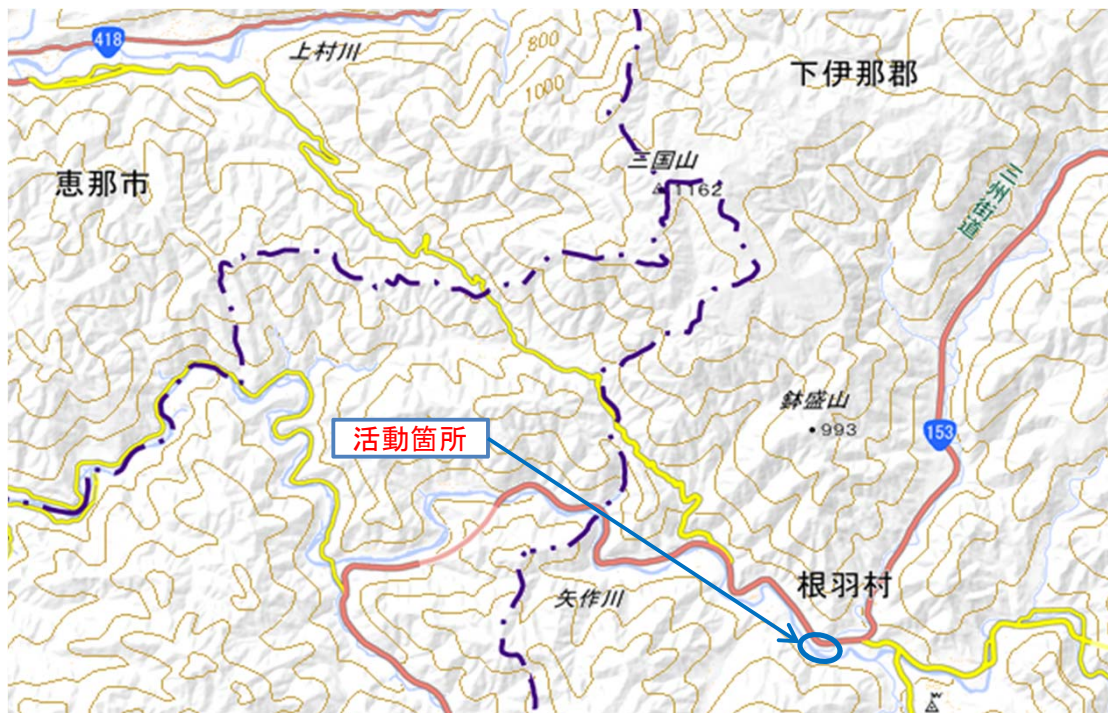 418
上村川
800
1000
下伊那郡
恵那市
三国山
1162
三州街道
鉢盛山
993
153
活動箇所
根羽村
矢作川